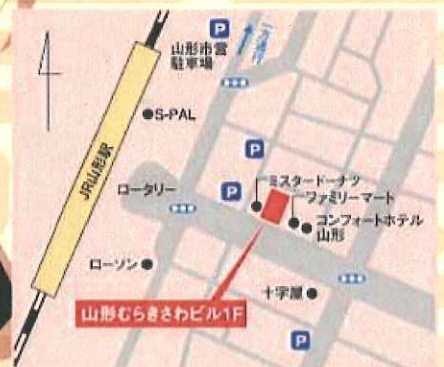 P
山形市営
駐車場
一方通行
S-PAL
JR山形駅
P
ロータリー
P
ミスタードーナツ
ファミリーマート
コンフォートホテル
山形
ローソン
十字屋
山形むらきさわビル1F
P